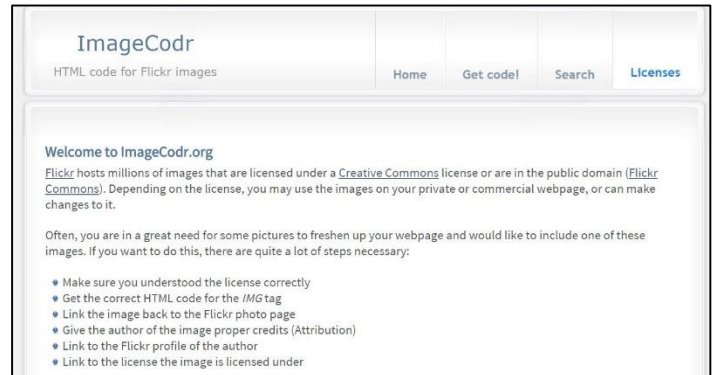 ImageCodr
HTML code for Flickr images
Home
Get code!
Search
Licenses
Welcome to ImageCodr.org
Flickr hosts millions of images that are licensed under a Creative Commons license or are in the public domain (Flickr
Commons). Depending on the license, you may use the images on your private or commercial webpage, or can make
changes to it.
Often, you are in a great need for some pictures to freshen up your webpage and would like to include one of these
images. If you want to do this, there are quite a lot of steps necessary:
Make sure you understood the license correctly
Get the correct HTML code for the IMG tag
Link the image back to the Flickr photo page
Give the author of the image proper credits (Attribution)
Link to the Flickr profile of the author
Link to the license the image is licensed under